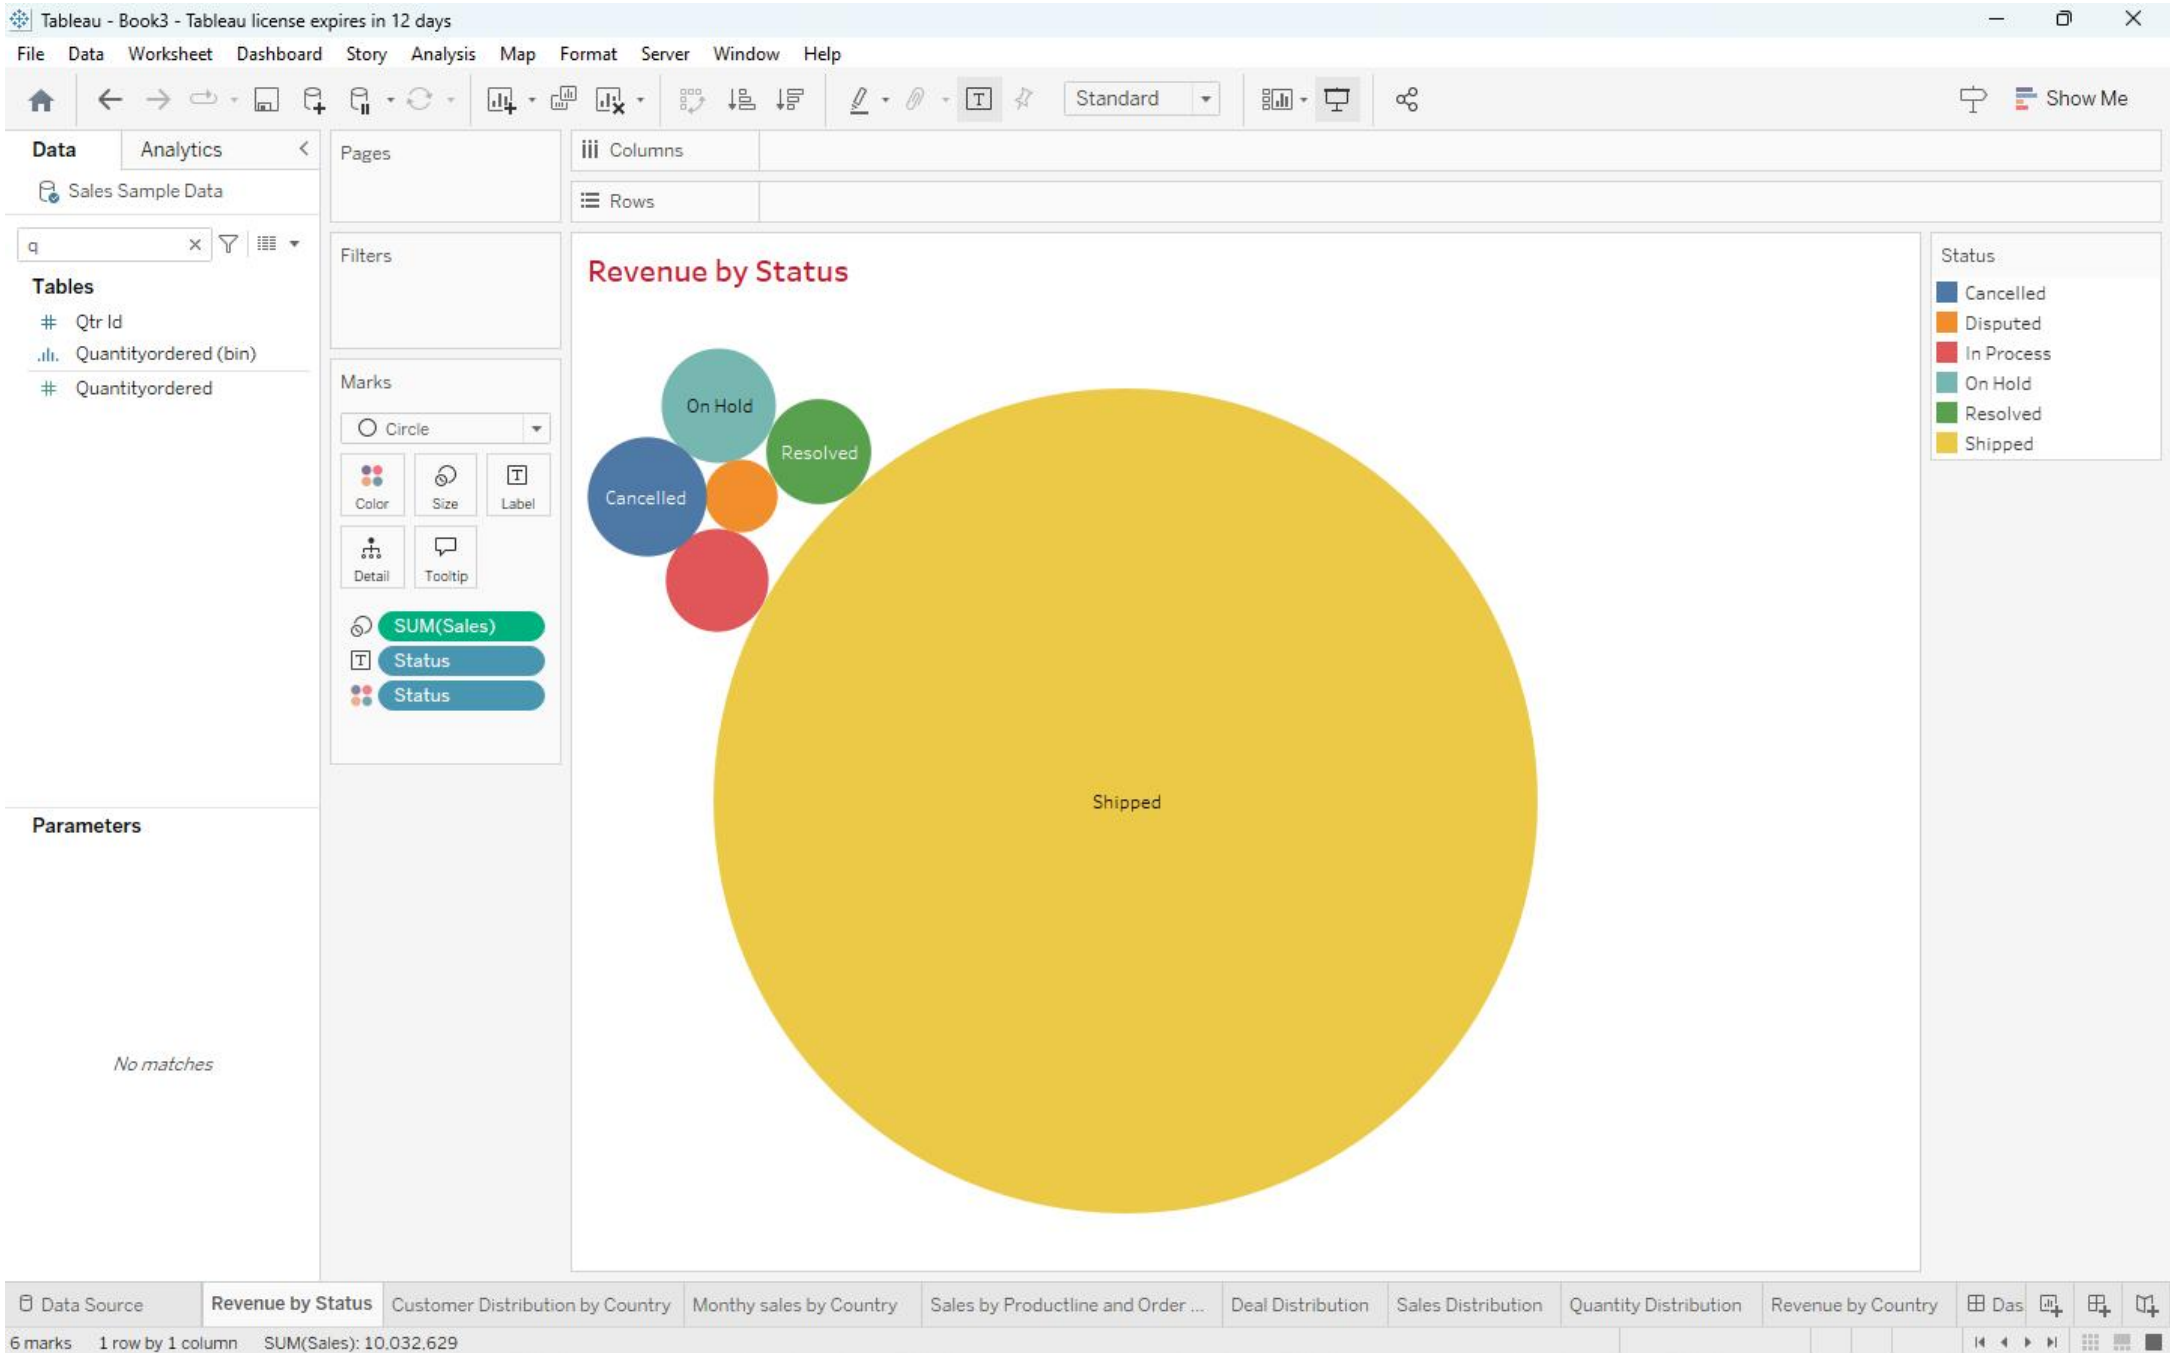 Tableau - Book3 - Tableau license expires in 12 days
File Data Worksheet Dashboard Story Analysis Map Format Server Window Help
Standard
Show Me
Data Analytics
Sales Sample Data
q
Tables
Qtr Id
Quantityordered (bin)
Quantityordered
Parameters
No matches
Pages
Filters
Marks
Circle
Color Size Label
Detail Tooltip
SUM(Sales)
Status
Status
Columns
Rows
Revenue by Status
On Hold
Resolved
Cancelled
Shipped
Status
Cancelled
Disputed
In Process
On Hold
Resolved
Shipped
Data Source Revenue by Status Customer Distribution by Country Monthy sales by Country Sales by Productline and Order ... Deal Distribution Sales Distribution Quantity Distribution Revenue by Country Das
6 marks 1 row by 1 column SUM(Sales): 10,032,629